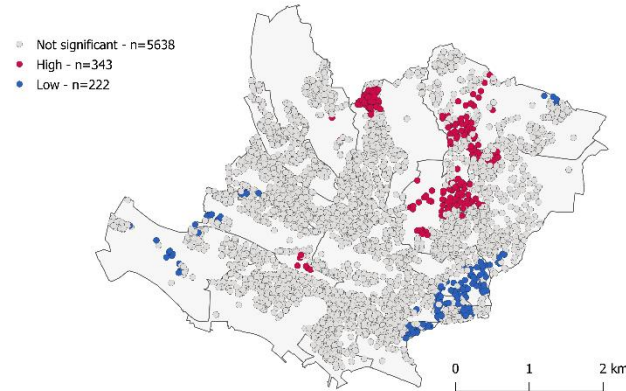 Not significant - n=5638
High - n=343
Low - n=222
0 1 2 km